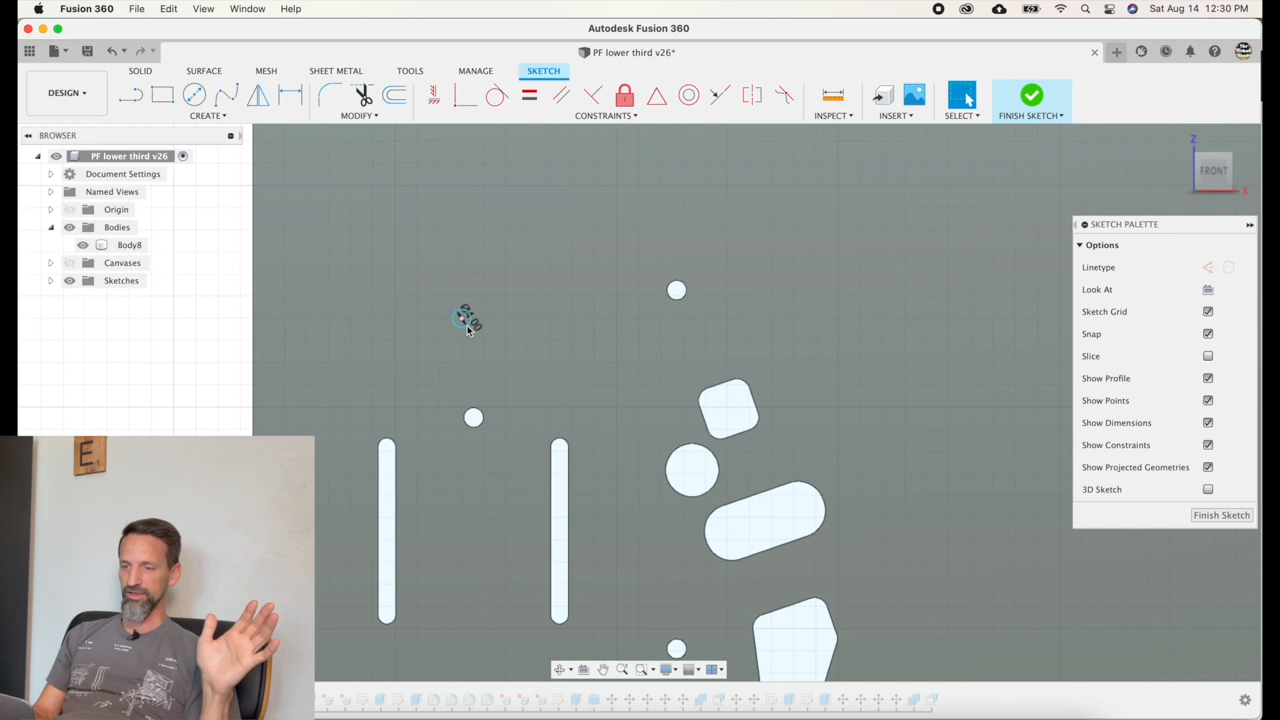 Fusion 360 File Edit View Window Help
Sat Aug 14 12:30 PM
Autodesk Fusion 360
PF lower third v26*
SOLID SURFACE MESH SHEET METAL TOOLS MANAGE SKETCH
DESIGN
CREATE MODIFY CONSTRAINTS INSPECT INSERT SELECT FINISH SKETCH
BROWSER
PF lower third v26
Document Settings
Named Views
Origin
Bodies
Body8
Canvases
Sketches
Z
FRONT
X
SKETCH PALETTE
Options
Linetype
Look At
Sketch Grid
Snap
Slice
Show Profile
Show Points
Show Dimensions
Show Constraints
Show Projected Geometries
3D Sketch
Finish Sketch
E